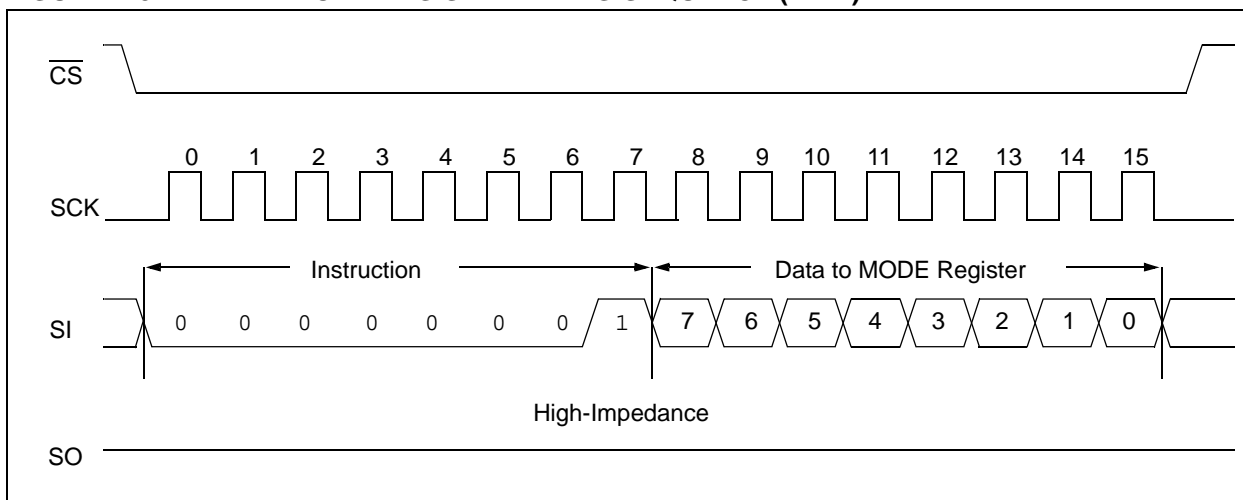 CS
0 1 2 3 4 5 6 7 8 9 10 11 12 13 14 15
SCK
Instruction Data to MODE Register
SI 0 0 0 0 0 0 0 1 7 6 5 4 3 2 1 0
High-Impedance
SO